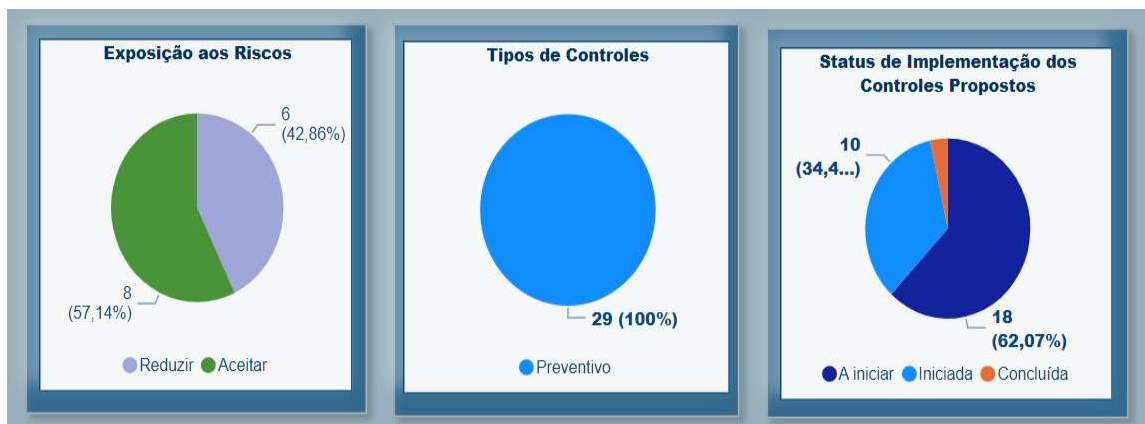 Exposição aos Riscos
6
(42,86%)
8
(57,14%)
Reduzir Aceitar
Tipos de Controles
29 (100%)
Preventivo
Status de Implementação dos
Controles Propostos
10
(34,4...)
18
(62,07%)
A iniciar Iniciada Concluída